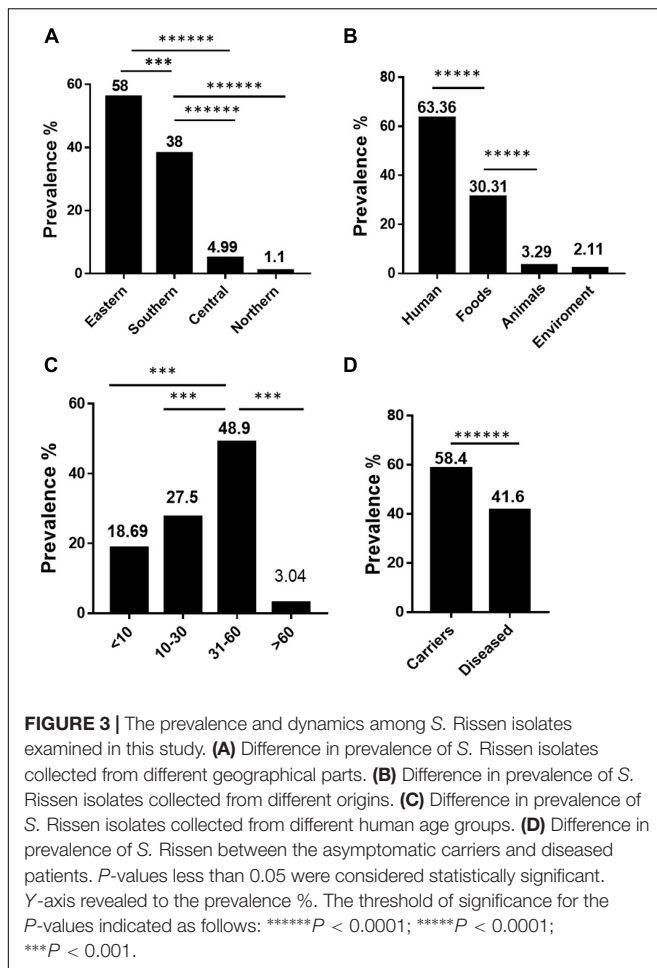 A
******
***
******
******
Prevalence %
60
40
20
0
58
38
4.99
1.1
Eastern
Southern
Central
Northern
B
*****
*****
Prevalence %
80
60
40
20
0
63.36
30.31
3.29
2.11
Human
Foods
Animals
Enviroment
C
***
***
***
Prevalence %
60
40
20
0
18.69
27.5
48.9
3.04
<10
10-30
31-60
>60
D
******
Prevalence %
80
60
40
20
0
58.4
41.6
Carriers
Diseased
FIGURE 3 | The prevalence and dynamics among S. Rissen isolates
examined in this study. (A) Difference in prevalence of S. Rissen isolates
collected from different geographical parts. (B) Difference in prevalence of S.
Rissen isolates collected from different origins. (C) Difference in prevalence of
S. Rissen isolates collected from different human age groups. (D) Difference in
prevalence of S. Rissen between the asymptomatic carriers and diseased
patients. P-values less than 0.05 were considered statistically significant.
Y-axis revealed to the prevalence %. The threshold of significance for the
P-values indicated as follows: ******P < 0.0001; *****P < 0.0001;
***P < 0.001.